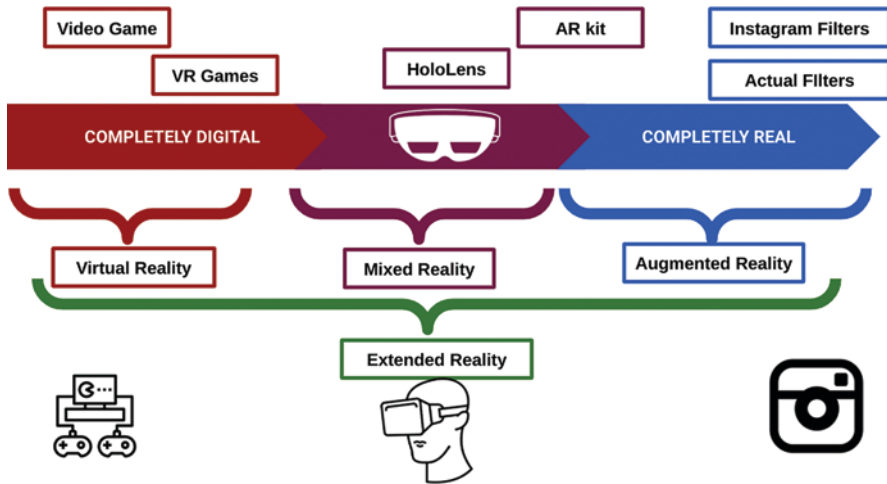 Video Game
AR kit
Instagram Filters
VR Games
HoloLens
Actual FIlters
COMPLETELY DIGITAL
COMPLETELY REAL
Virtual Reality
Mixed Reality
Augmented Reality
Extended Reality